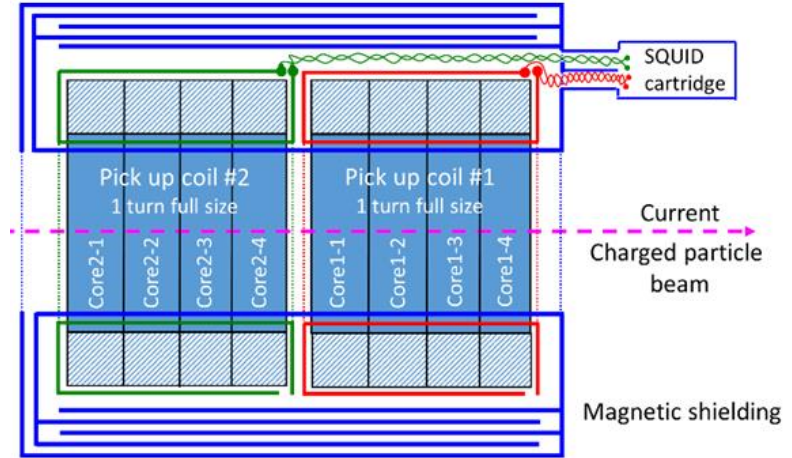 SQUID
cartridge
Pick up coil #2
1 turn full size
Pick up coil #1
1 turn full size
Core2-1
Core2-2
Core2-3
Core2-4
Core1-1
Core1-2
Core1-3
Core1-4
Current
Charged particle
beam
Magnetic shielding